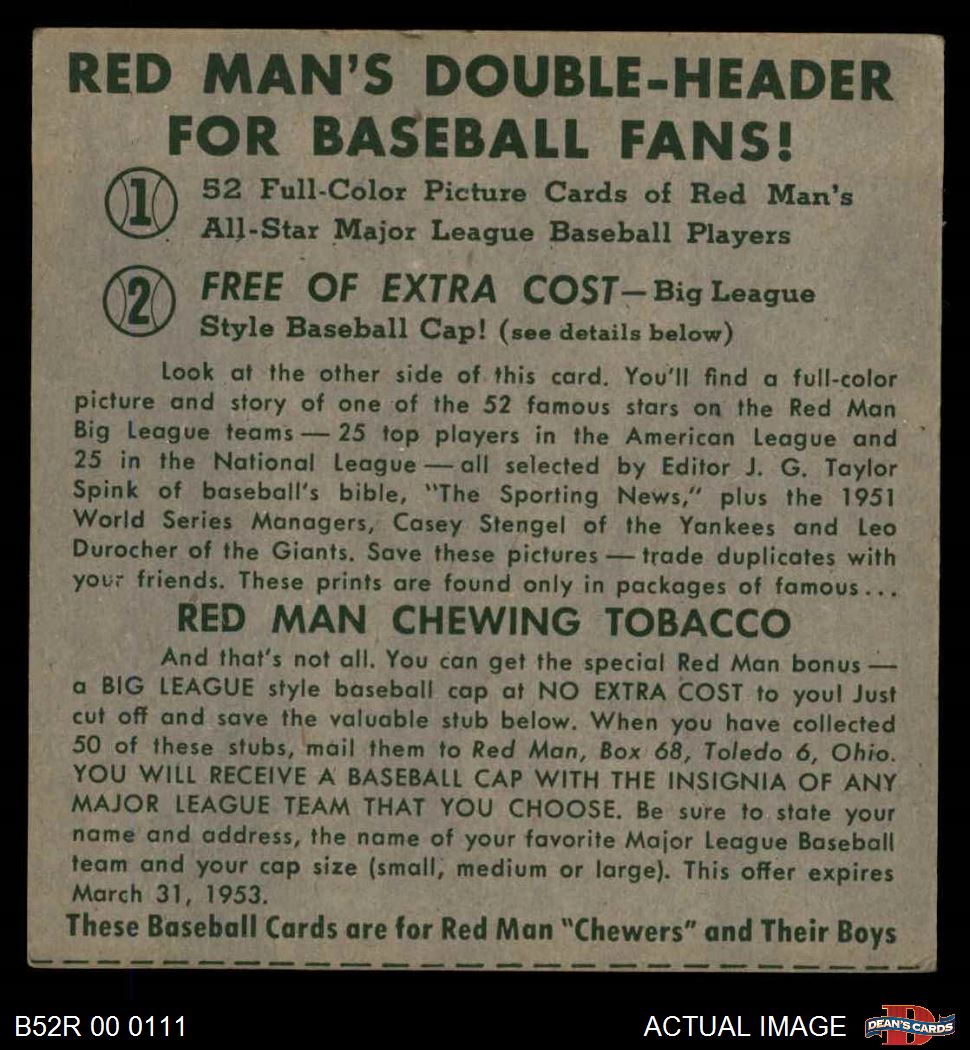 RED MAN'S DOUBLE-HEADER
FOR BASEBALL FANS!
1 52 Full-Color Picture Cards of Red Man's
All-Star Major League Baseball Players
2 FREE OF EXTRA COST—Big League
Style Baseball Cap! (see details below)
Look at the other side of this card. You'll find a full-color
picture and story of one of the 52 famous stars on the Red Man
Big League teams — 25 top players in the American League and
25 in the National League — all selected by Editor J. G. Taylor
Spink of baseball's bible, "The Sporting News," plus the 1951
World Series Managers, Casey Stengel of the Yankees and Leo
Durocher of the Giants. Save these pictures — trade duplicates with
your friends. These prints are found only in packages of famous...
RED MAN CHEWING TOBACCO
And that's not all. You can get the special Red Man bonus —
a BIG LEAGUE style baseball cap at NO EXTRA COST to you! Just
cut off and save the valuable stub below. When you have collected
50 of these stubs, mail them to Red Man, Box 68, Toledo 6, Ohio.
YOU WILL RECEIVE A BASEBALL CAP WITH THE INSIGNIA OF ANY
MAJOR LEAGUE TEAM THAT YOU CHOOSE. Be sure to state your
name and address, the name of your favorite Major League Baseball
team and your cap size (small, medium or large). This offer expires
March 31, 1953.
These Baseball Cards are for Red Man "Chewers" and Their Boys
B52R 00 0111
ACTUAL IMAGE
D
DEAN'S CARDS